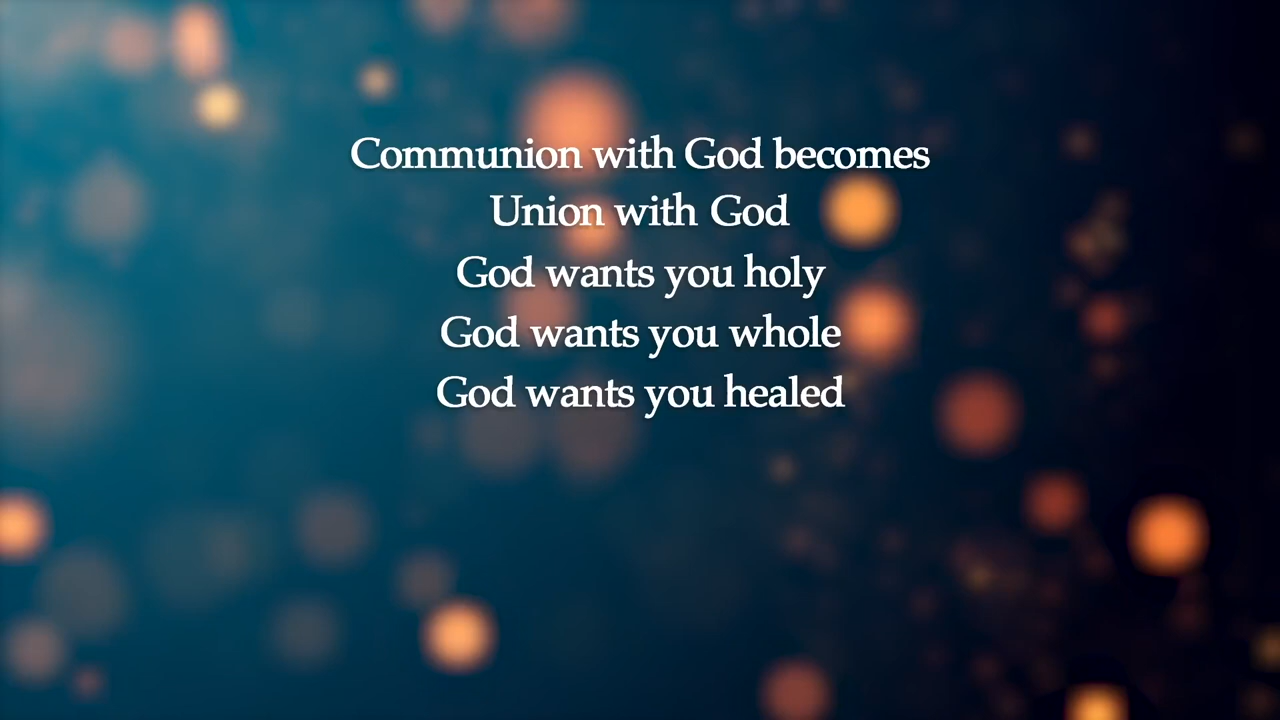 Communion with God becomes
Union with God
God wants you holy
God wants you whole
God wants you healed